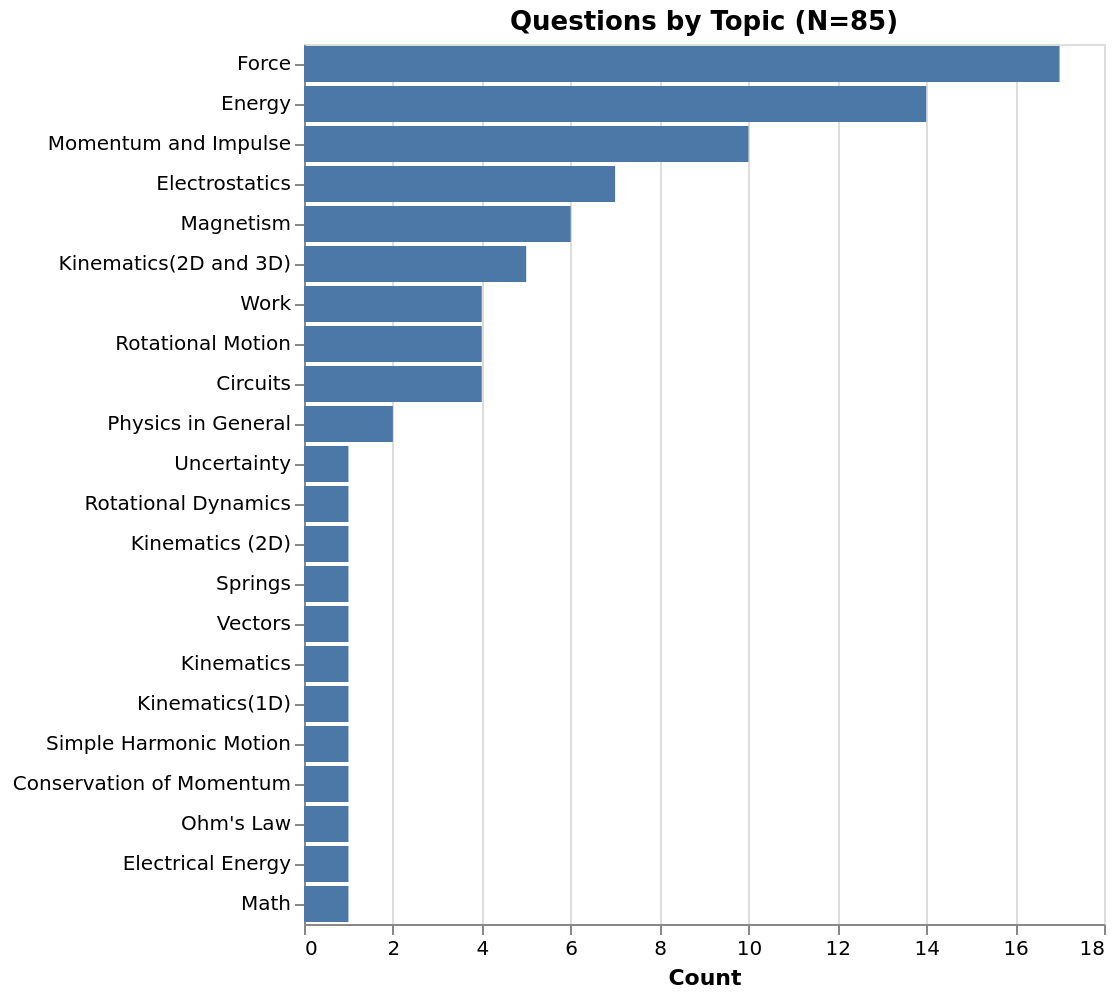 Questions by Topic (N=85)
Force
Energy
Momentum and Impulse
Electrostatics
Magnetism
Kinematics(2D and 3D)
Work
Rotational Motion
Circuits
Physics in General
Uncertainty
Rotational Dynamics
Kinematics (2D)
Springs
Vectors
Kinematics
Kinematics(1D)
Simple Harmonic Motion
Conservation of Momentum
Ohm's Law
Electrical Energy
Math
0 2 4 6 8 10 12 14 16 18
Count